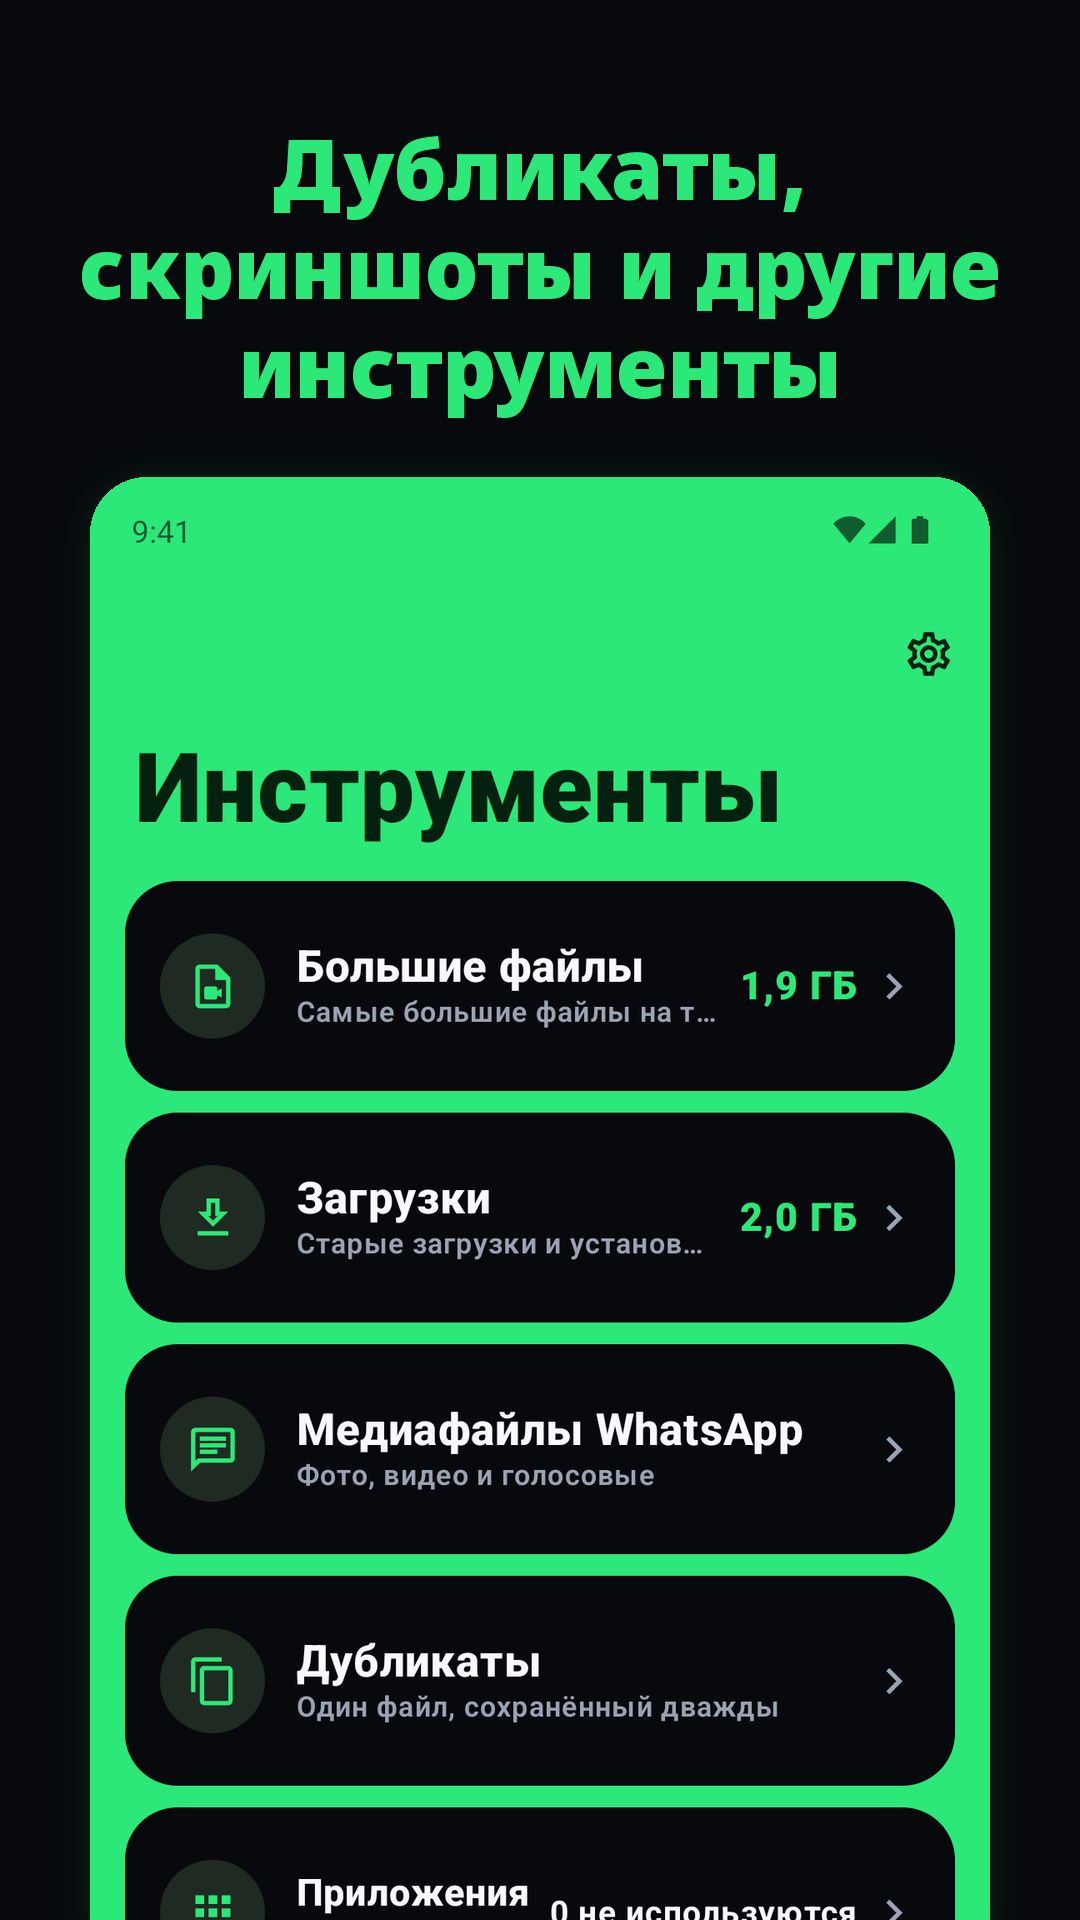 Дубликаты,
скриншоты и другие
инструменты
9:41
Инструменты
Большие файлы
Самые большие файлы на т...
1,9 ГБ
Загрузки
Старые загрузки и установ...
2,0 ГБ
Медиафайлы WhatsApp
Фото, видео и голосовые
Дубликаты
Один файл, сохранённый дважды
Приложения
0 не используются